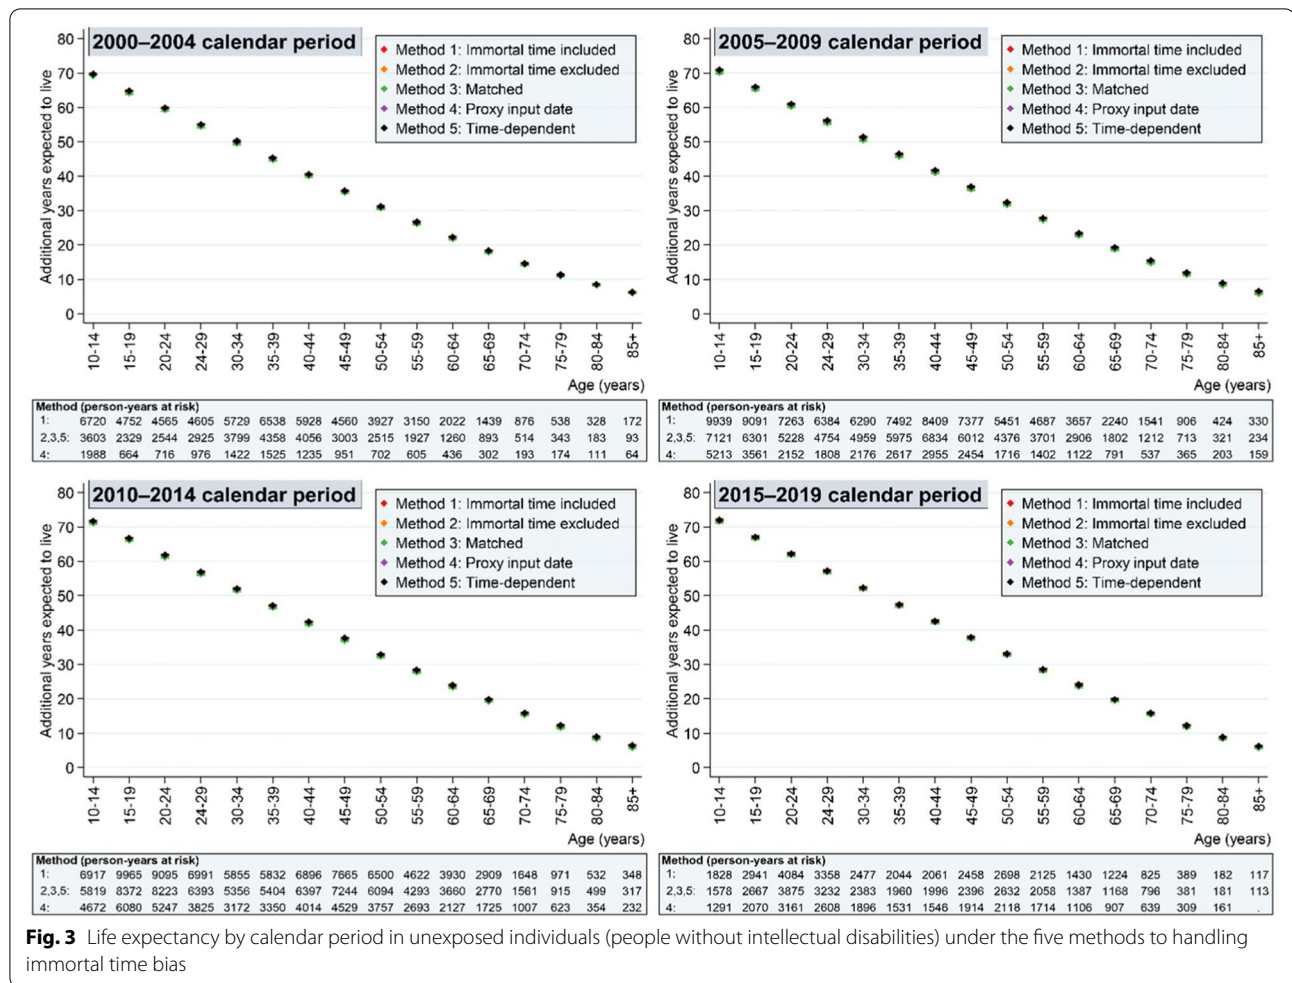 2000–2004 calendar period
Method 1: Immortal time included
Method 2: Immortal time excluded
Method 3: Matched
Method 4: Proxy input date
Method 5: Time-dependent
Additional years expected to live
80
70
60
50
40
30
20
10
0
10-14 15-19 20-24 24-29 30-34 35-39 40-44 45-49 50-54 55-59 60-64 65-69 70-74 75-79 80-84 85+
Age (years)
Method (person-years at risk)
1: 6720 4752 4565 4605 5729 6538 5928 4560 3927 3150 2022 1439 876 538 328 172
2,3,5: 3603 2329 2544 2925 3799 4358 4056 3003 2515 1927 1260 893 514 343 183 93
4: 1988 664 716 976 1422 1525 1235 951 702 605 436 302 193 174 111 64
2005–2009 calendar period
Method 1: Immortal time included
Method 2: Immortal time excluded
Method 3: Matched
Method 4: Proxy input date
Method 5: Time-dependent
Additional years expected to live
80
70
60
50
40
30
20
10
0
10-14 15-19 20-24 24-29 30-34 35-39 40-44 45-49 50-54 55-59 60-64 65-69 70-74 75-79 80-84 85+
Age (years)
Method (person-years at risk)
1: 9939 9091 7263 6384 6290 7492 8409 7377 5451 4687 3657 2240 1541 906 424 330
2,3,5: 7121 6301 5228 4754 4959 5975 6834 6012 4376 3701 2906 1802 1212 713 321 234
4: 5213 3561 2152 1808 2176 2617 2955 2454 1716 1402 1122 791 537 365 203 159
2010–2014 calendar period
Method 1: Immortal time included
Method 2: Immortal time excluded
Method 3: Matched
Method 4: Proxy input date
Method 5: Time-dependent
Additional years expected to live
80
70
60
50
40
30
20
10
0
10-14 15-19 20-24 24-29 30-34 35-39 40-44 45-49 50-54 55-59 60-64 65-69 70-74 75-79 80-84 85+
Age (years)
Method (person-years at risk)
1: 6917 9965 9095 6991 5855 5832 6896 7665 6500 4622 3930 2909 1648 971 532 348
2,3,5: 5819 8372 8223 6393 5356 5404 6397 7244 6094 4293 3660 2770 1561 915 499 317
4: 4672 6080 5247 3825 3172 3350 4014 4529 3757 2693 2127 1725 1007 623 354 232
2015–2019 calendar period
Method 1: Immortal time included
Method 2: Immortal time excluded
Method 3: Matched
Method 4: Proxy input date
Method 5: Time-dependent
Additional years expected to live
80
70
60
50
40
30
20
10
0
10-14 15-19 20-24 24-29 30-34 35-39 40-44 45-49 50-54 55-59 60-64 65-69 70-74 75-79 80-84 85+
Age (years)
Method (person-years at risk)
1: 1828 2941 4084 3358 2477 2044 2061 2458 2698 2125 1430 1224 825 389 182 117
2,3,5: 1578 2667 3875 3232 2383 1960 1996 2396 2632 2058 1387 1168 796 381 181 113
4: 1291 2070 3161 2608 1896 1531 1546 1914 2118 1714 1106 907 639 309 161 .
Fig. 3 Life expectancy by calendar period in unexposed individuals (people without intellectual disabilities) under the five methods to handling
immortal time bias